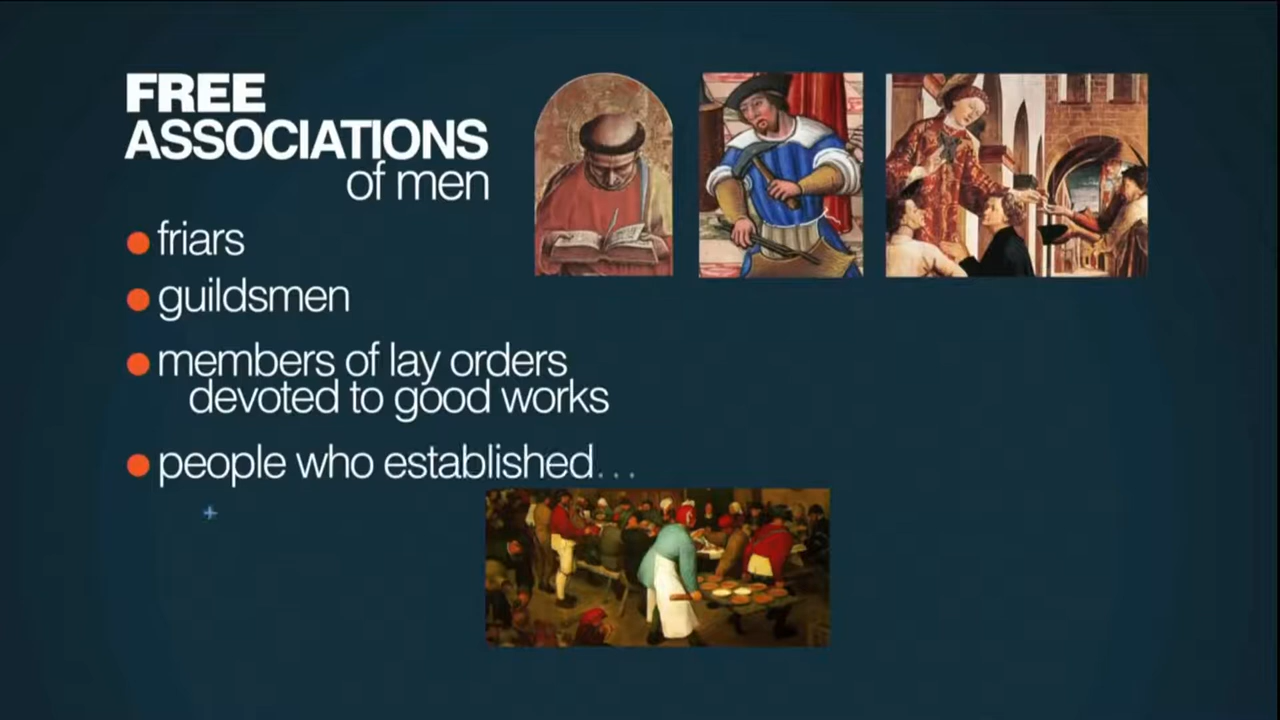 FREE
ASSOCIATIONS
of men
friars
guildsmen
members of lay orders
devoted to good works
people who established...